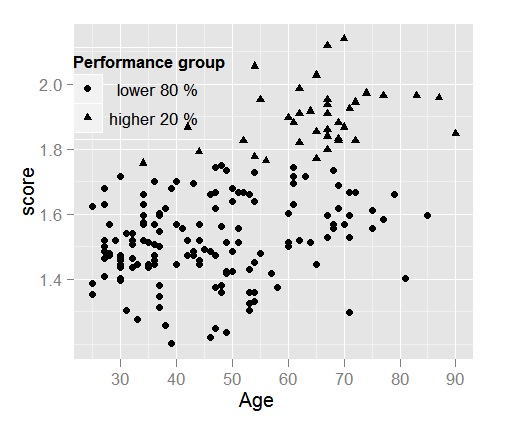 Performance group
lower 80 %
higher 20 %
2.0
1.8
1.6
1.4
score
30 40 50 60 70 80 90
Age